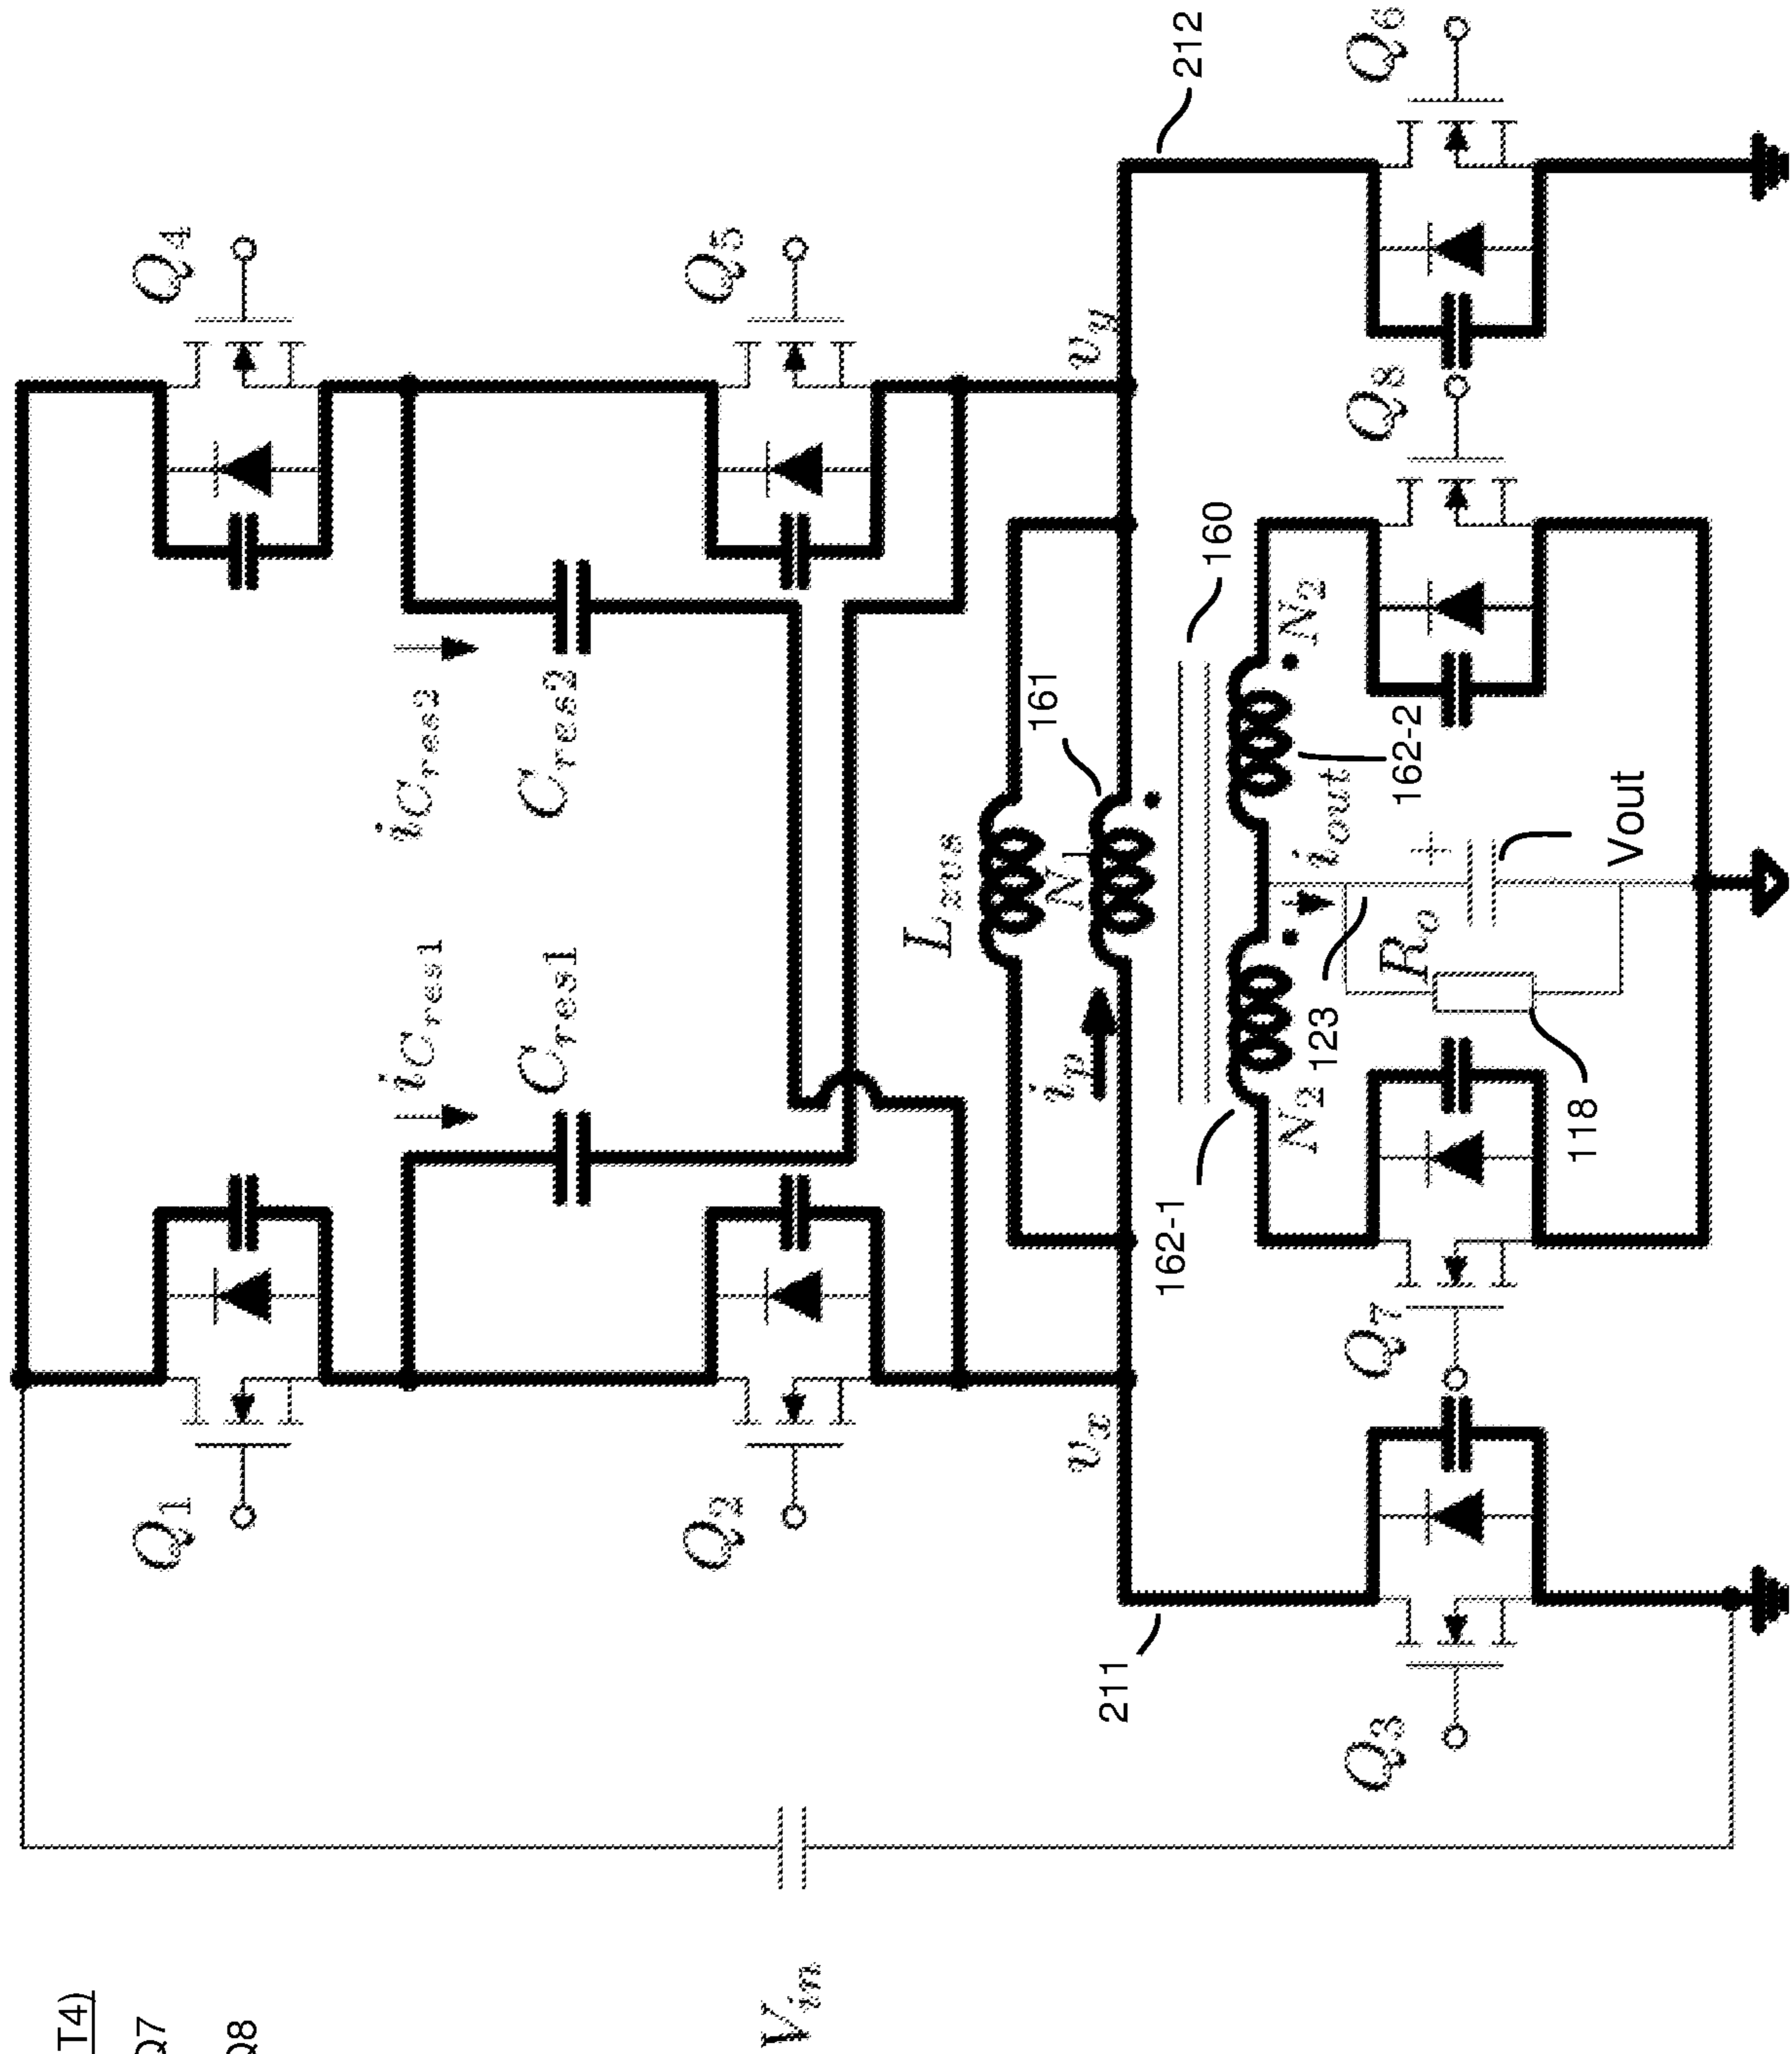 T4)
Q7
Q8
Vin
Q1
Q4
iCres1
iCres2
Cres1
Cres2
Q2
Q5
vx
vy
Lxus
N1
161
ip
160
211
212
162-1
N2
N2
162-2
iout
123
Q3
Q7
Ro
+
Q8
Q6
118
Vout